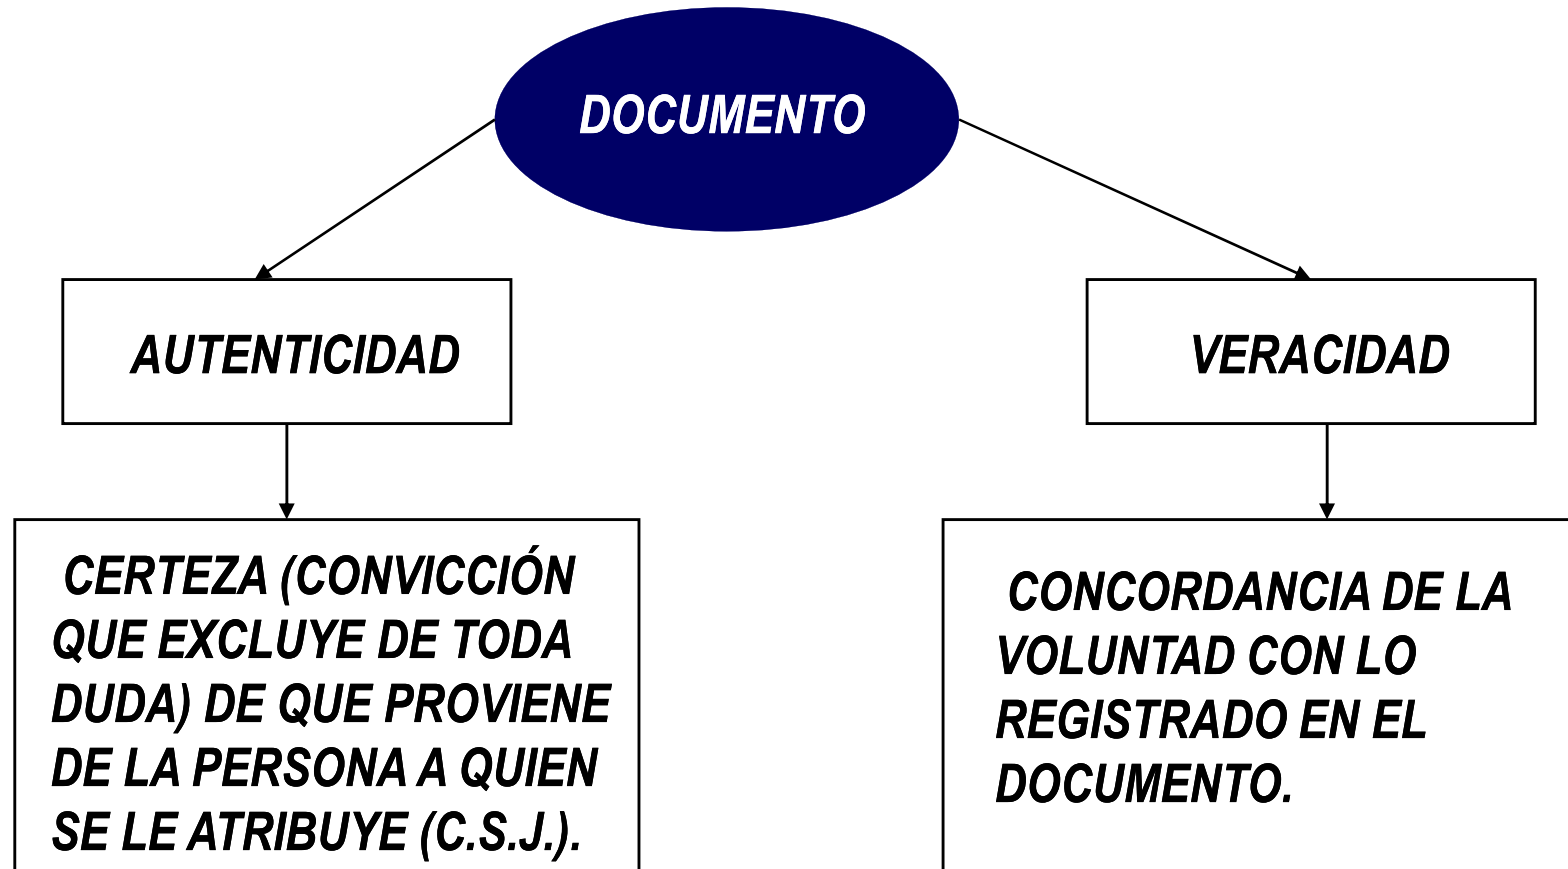 DOCUMENTO
AUTENTICIDAD
VERACIDAD
CERTEZA (CONVICCIÓN
QUE EXCLUYE DE TODA
DUDA) DE QUE PROVIENE
DE LA PERSONA A QUIEN
SE LE ATRIBUYE (C.S.J.).
CONCORDANCIA DE LA
VOLUNTAD CON LO
REGISTRADO EN EL
DOCUMENTO.